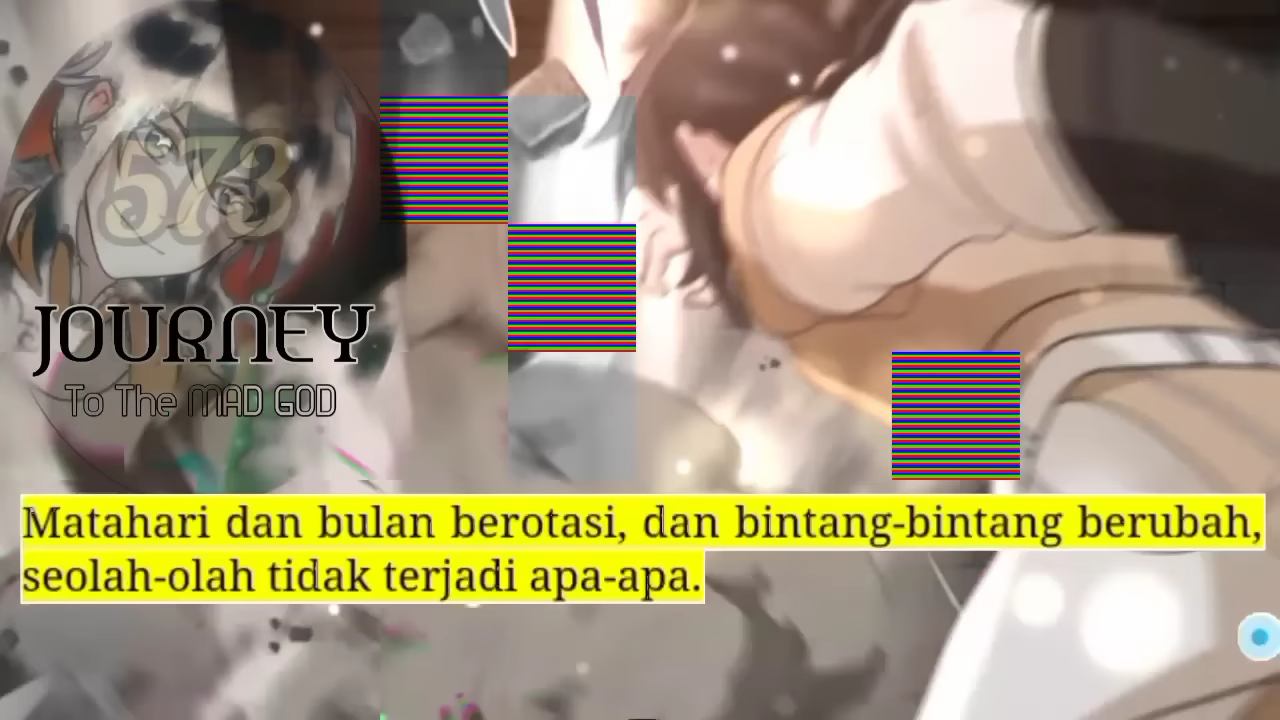 573
JOURNEY
To The MAD GOD
Matahari dan bulan berotasi, dan bintang-bintang berubah,
seolah-olah tidak terjadi apa-apa.